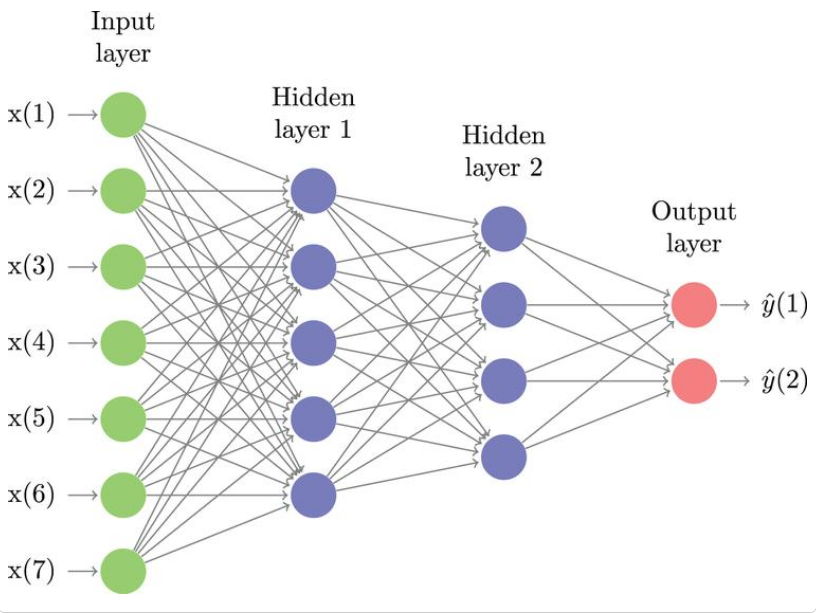 Input
layer
Hidden
layer 1
Hidden
layer 2
Output
layer
x(1)
x(2)
x(3)
x(4)
x(5)
x(6)
x(7)
ŷ(1)
ŷ(2)